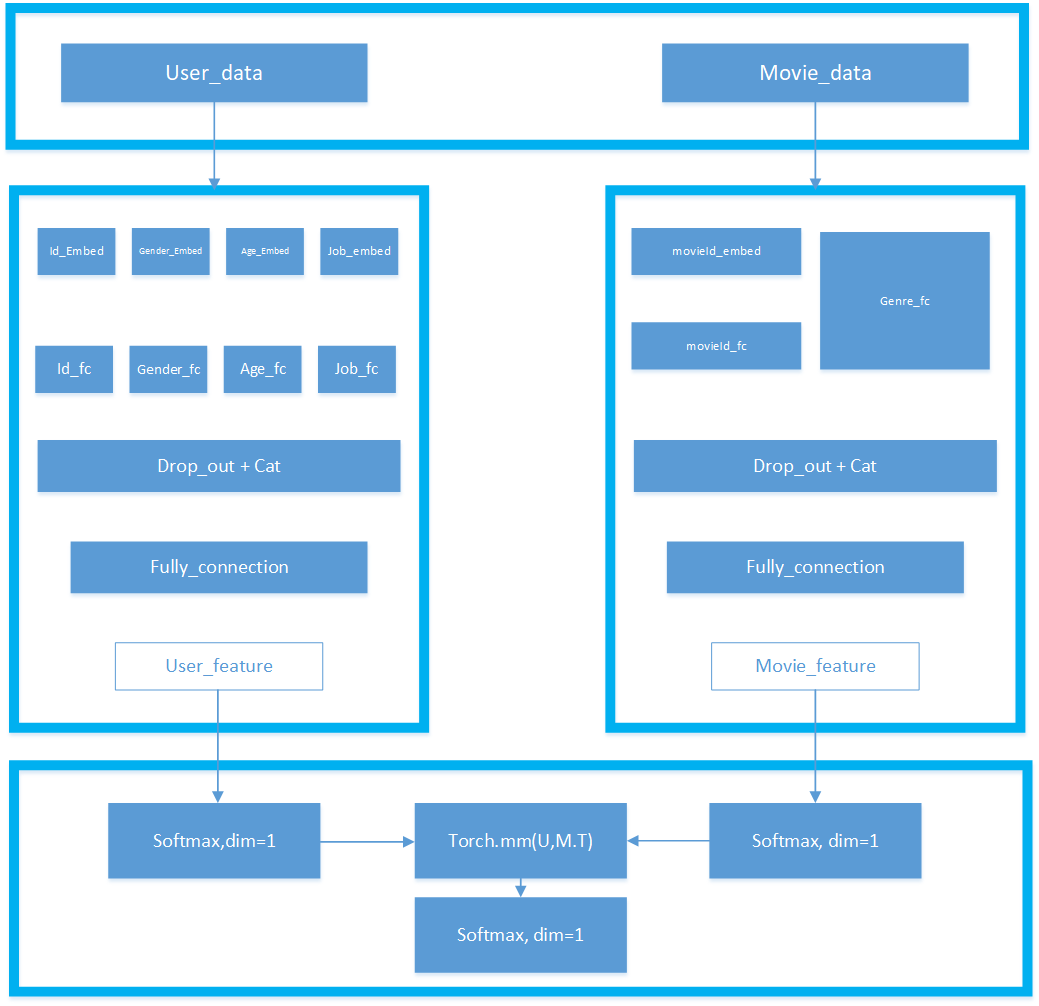 User_data
Movie_data
Id_Embed
Gender_Embed
Age_Embed
Job_embed
Id_fc
Gender_fc
Age_fc
Job_fc
Drop_out + Cat
Fully_connection
User_feature
movieId_embed
Genre_fc
movieId_fc
Drop_out + Cat
Fully_connection
Movie_feature
Softmax,dim=1
Torch.mm(U,M.T)
Softmax, dim=1
Softmax, dim=1